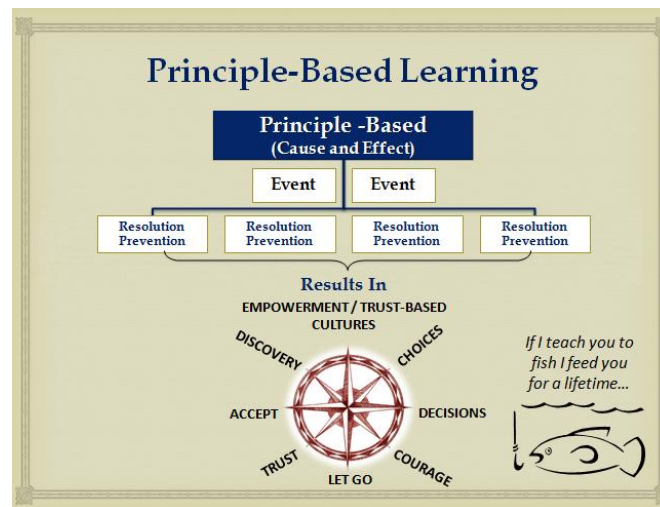 Principle-Based Learning
Principle -Based
(Cause and Effect)
Event
Event
Resolution
Prevention
Resolution
Prevention
Resolution
Prevention
Resolution
Prevention
Results In
EMPOWERMENT / TRUST-BASED
CULTURES
DISCOVERY
CHOICES
ACCEPT
DECISIONS
TRUST
COURAGE
LET GO
If I teach you to
fish I feed you
for a lifetime...